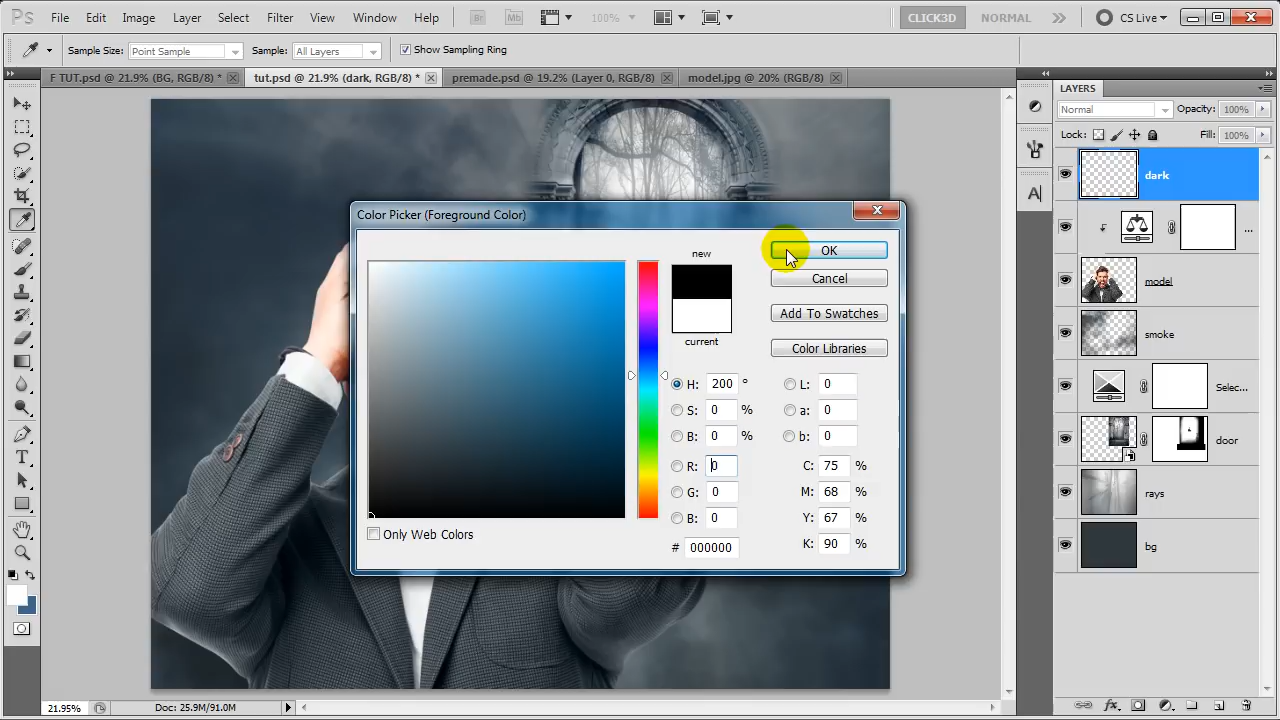 Ps File Edit Image Layer Select Filter View Window Help Br Mb 100% CLICK3D NORMAL CS Live
Sample Size: Point Sample Sample: All Layers Show Sampling Ring
F TUT.psd @ 21.9% (BG, RGB/8) * tut.psd @ 21.9% (dark, RGB/8) * premade.psd @ 19.2% (Layer 0, RGB/8) model.jpg @ 20% (RGB/8)
LAYERS
Normal Opacity: 100%
Lock: Fill: 100%
dark
...
model
smoke
Selec...
door
rays
bg
Color Picker (Foreground Color)
new
current
OK
Cancel
Add To Swatches
Color Libraries
H: 200 ° L: 0
S: 0 % a: 0
B: 0 % b: 0
R: 0 C: 75 %
G: 0 M: 68 %
B: 0 Y: 67 %
# 000000 K: 90 %
Only Web Colors
21.95% Doc: 25.9M/91.0M